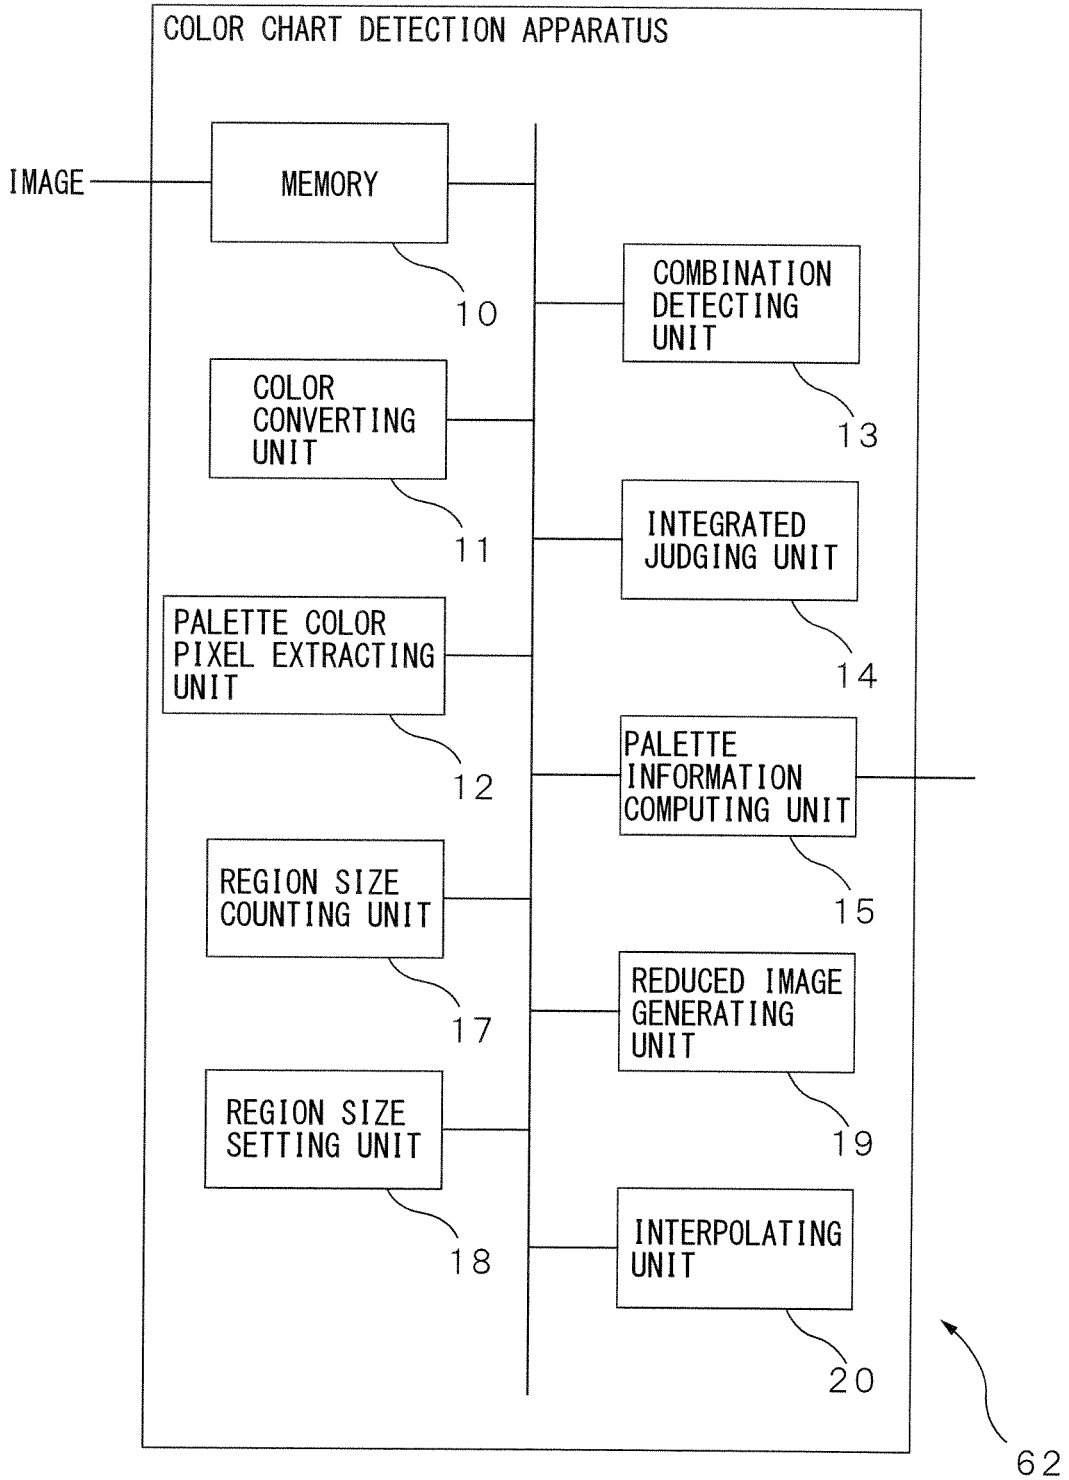 COLOR CHART DETECTION APPARATUS
IMAGE
MEMORY
10
COMBINATION
DETECTING
UNIT
13
COLOR
CONVERTING
UNIT
11
INTEGRATED
JUDGING UNIT
14
PALETTE COLOR
PIXEL EXTRACTING
UNIT
12
PALETTE
INFORMATION
COMPUTING UNIT
15
REGION SIZE
COUNTING UNIT
17
REDUCED IMAGE
GENERATING
UNIT
19
REGION SIZE
SETTING UNIT
18
INTERPOLATING
UNIT
20
62